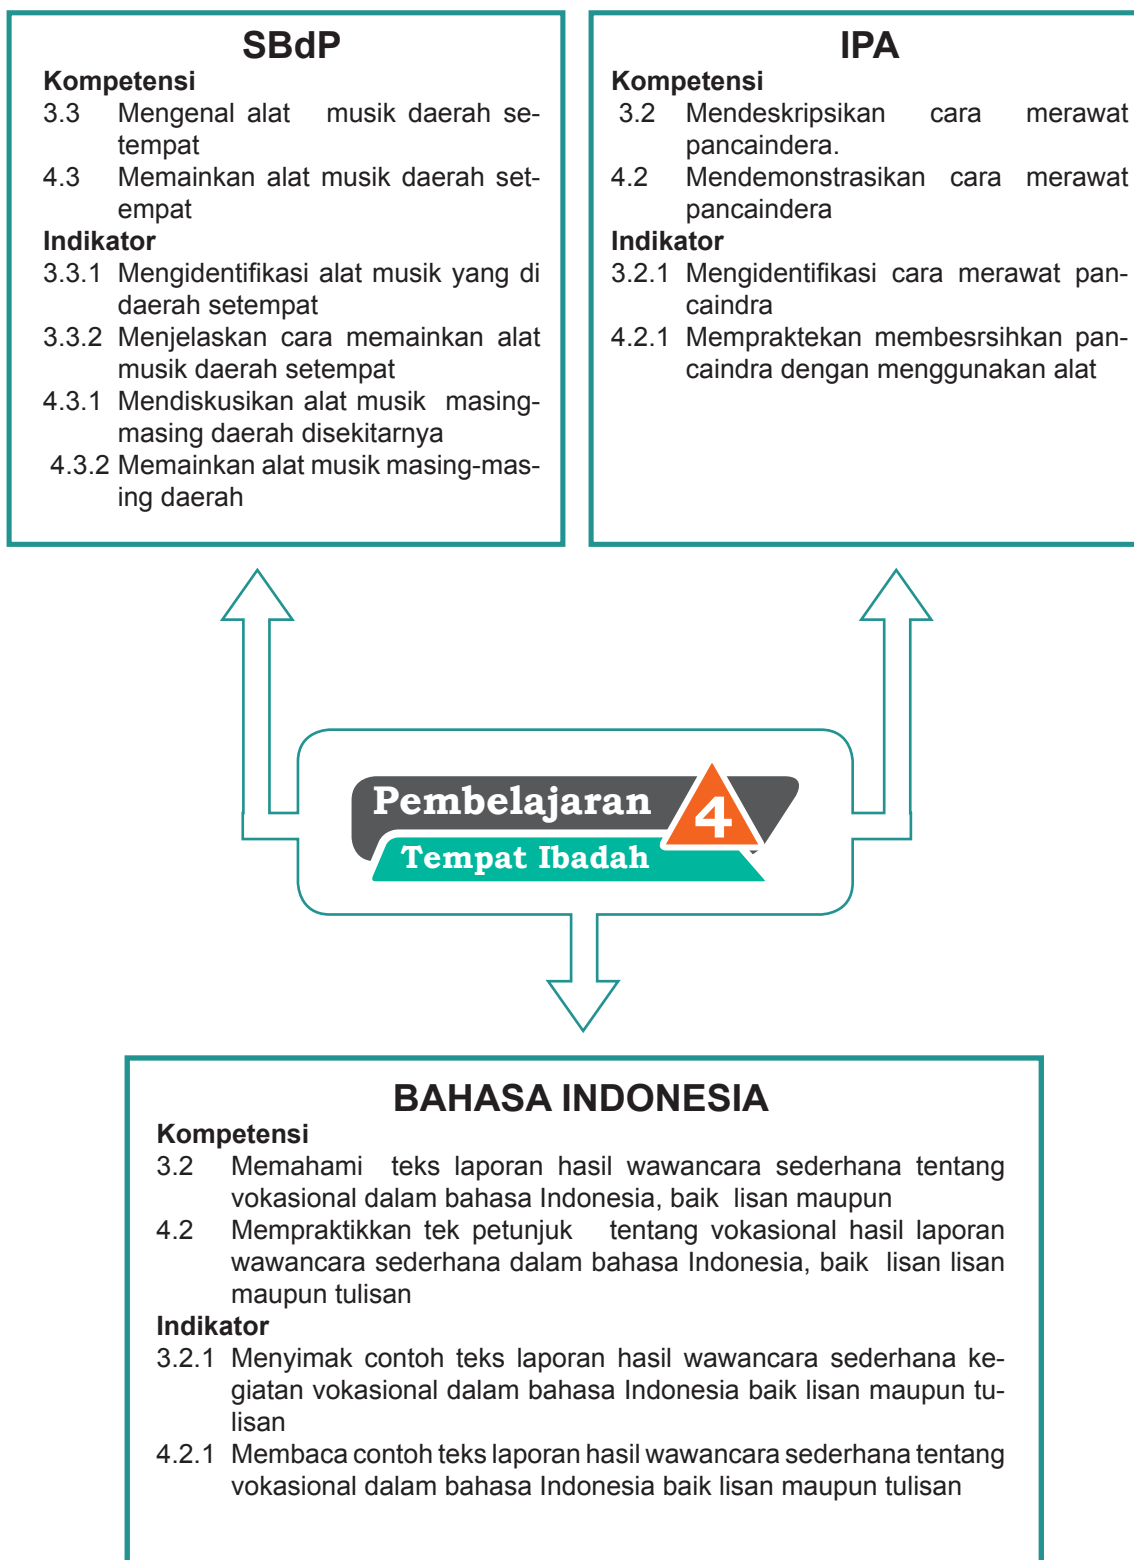 SBdP
Kompetensi
3.3 Mengenal alat musik daerah se-
tempat
4.3 Memainkan alat musik daerah set-
empat
Indikator
3.3.1 Mengidentifikasi alat musik yang di
daerah setempat
3.3.2 Menjelaskan cara memainkan alat
musik daerah setempat
4.3.1 Mendiskusikan alat musik masing-
masing daerah disekitarnya
4.3.2 Memainkan alat musik masing-mas-
ing daerah
IPA
Kompetensi
3.2 Mendeskripsikan cara merawat
pancaindera.
4.2 Mendemonstrasikan cara merawat
pancaindera
Indikator
3.2.1 Mengidentifikasi cara merawat pan-
caindra
4.2.1 Mempraktekan membesrsihkan pan-
caindra dengan menggunakan alat
Pembelajaran 4
Tempat Ibadah
BAHASA INDONESIA
Kompetensi
3.2 Memahami teks laporan hasil wawancara sederhana tentang
vokasional dalam bahasa Indonesia, baik lisan maupun
4.2 Mempraktikkan tek petunjuk tentang vokasional hasil laporan
wawancara sederhana dalam bahasa Indonesia, baik lisan lisan
maupun tulisan
Indikator
3.2.1 Menyimak contoh teks laporan hasil wawancara sederhana ke-
giatan vokasional dalam bahasa Indonesia baik lisan maupun tu-
lisan
4.2.1 Membaca contoh teks laporan hasil wawancara sederhana tentang
vokasional dalam bahasa Indonesia baik lisan maupun tulisan